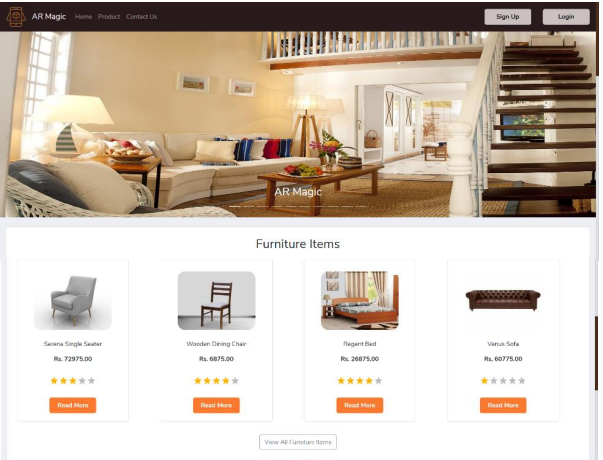 AR Magic Home Product Contact Us Sign Up Login
AR Magic
Furniture Items
Serena Single Seater
Rs. 72975.00
Read More
Wooden Dining Chair
Rs. 6875.00
Read More
Regent Bed
Rs. 26875.00
Read More
Venus Sofa
Rs. 60775.00
Read More
View All Furniture Items